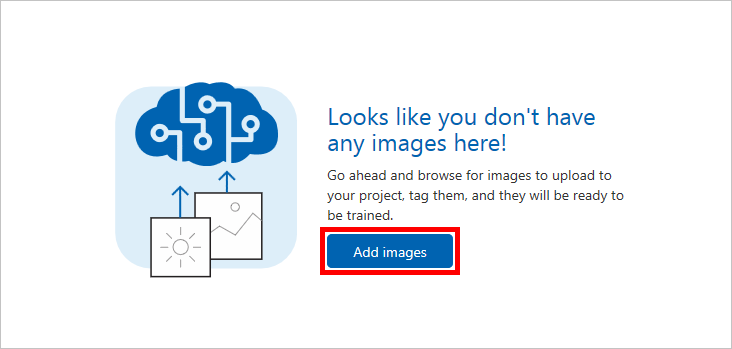 Looks like you don't have
any images here!
Go ahead and browse for images to upload to
your project, tag them, and they will be ready to
be trained.
Add images